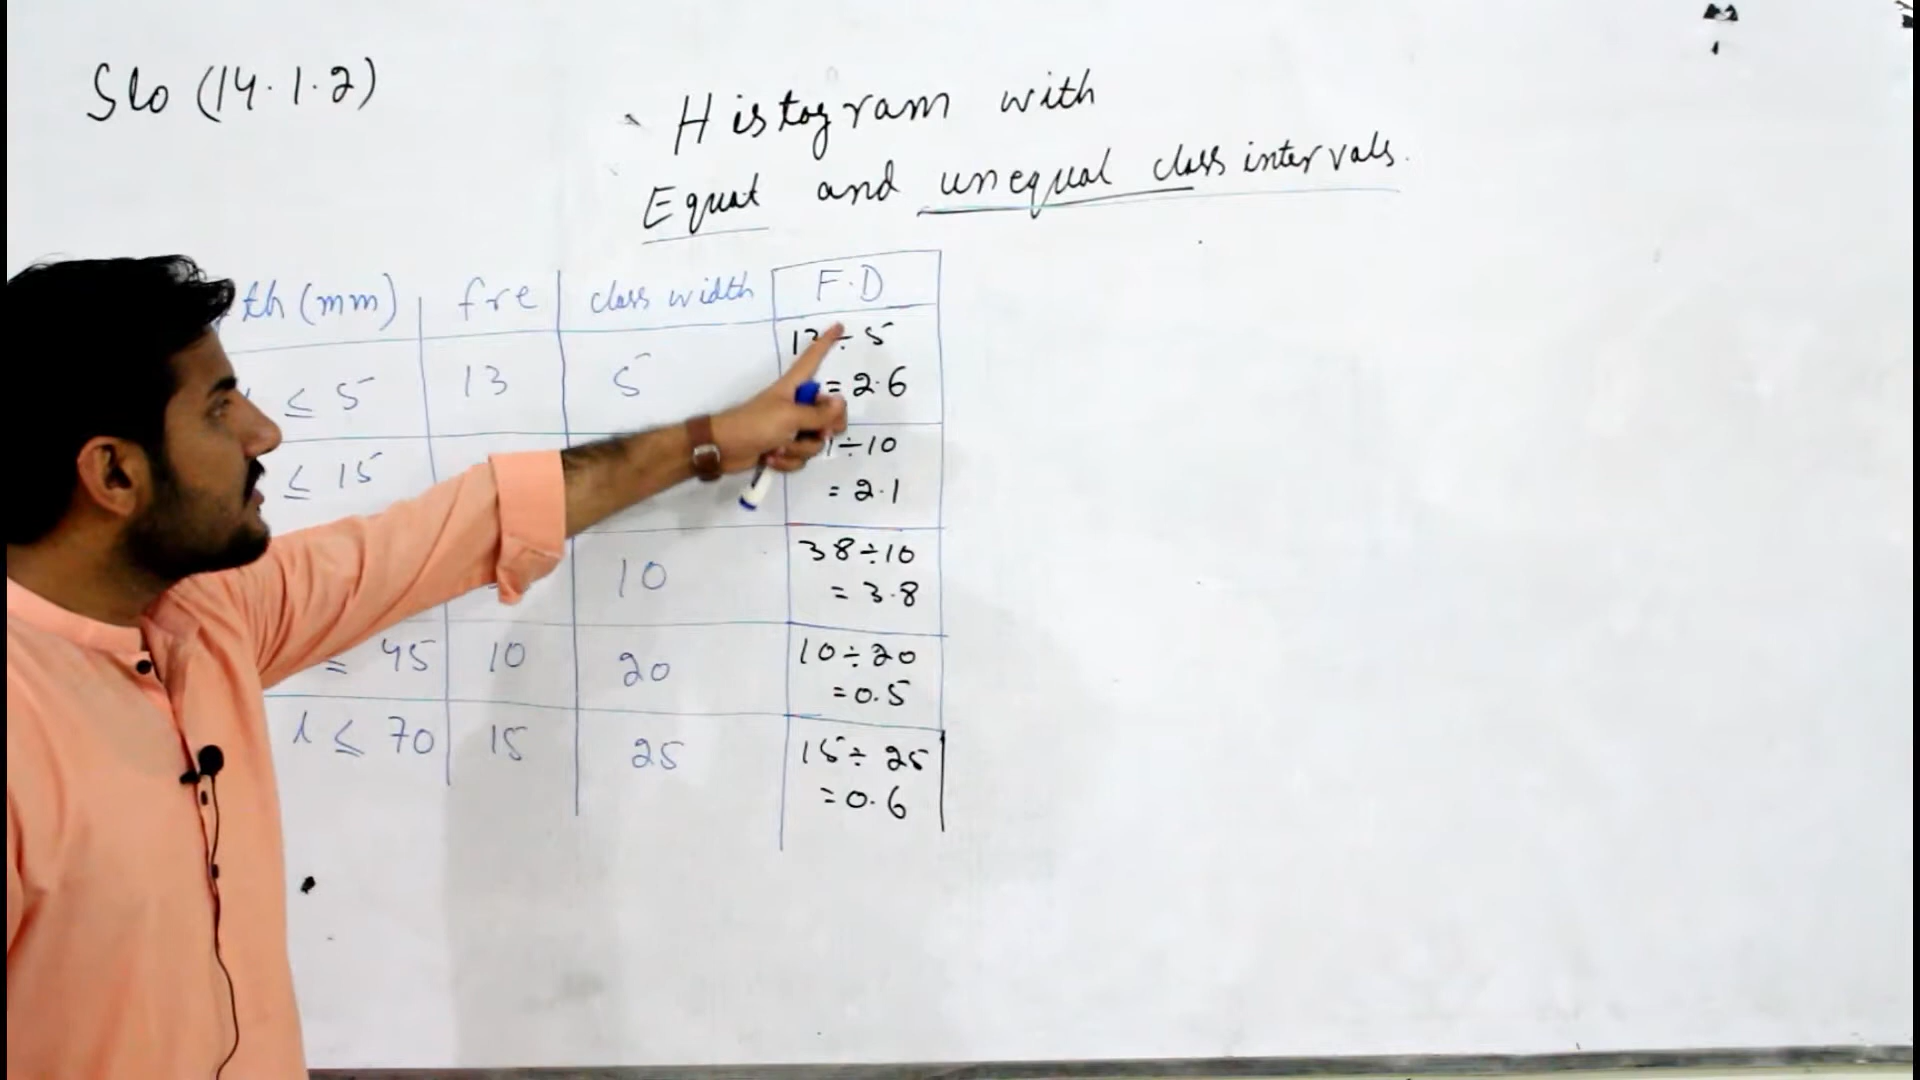 Slo (14.1.2)
Histogram with
Equal and unequal class intervals.
th (mm) fre class width F.D
≤ 5 13 5 ÷ 5
= 2.6
≤ 15 ÷10
= 2.1
10 38÷10
= 3.8
= 45 10 20 10÷20
=0.5
l ≤ 70 15 25 15÷ 25
=0.6